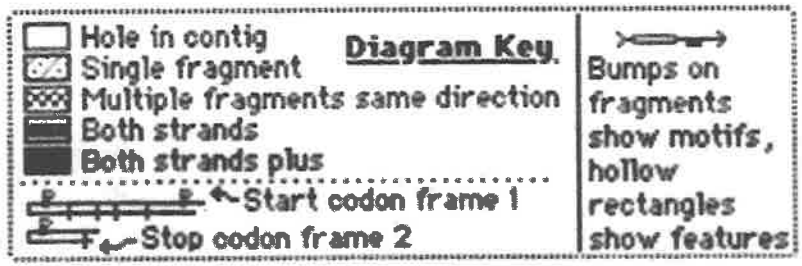 Hole in contig
Diagram Key
Single fragment
Multiple fragments same direction
Both strands
Both strands plus
Start codon frame 1
Stop codon frame 2
Bumps on
fragments
show motifs,
hollow
rectangles
show features